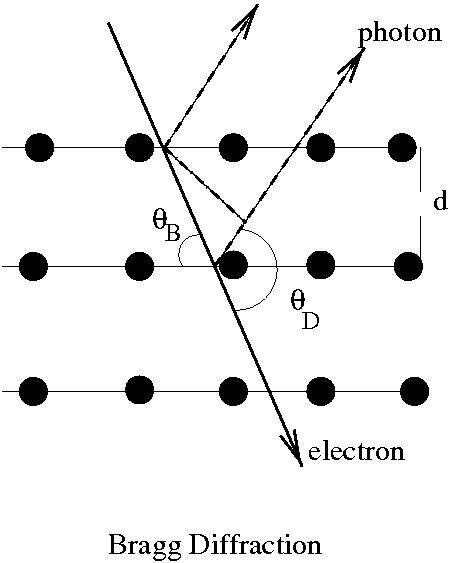 photon
d
θB
θD
electron
Bragg Diffraction